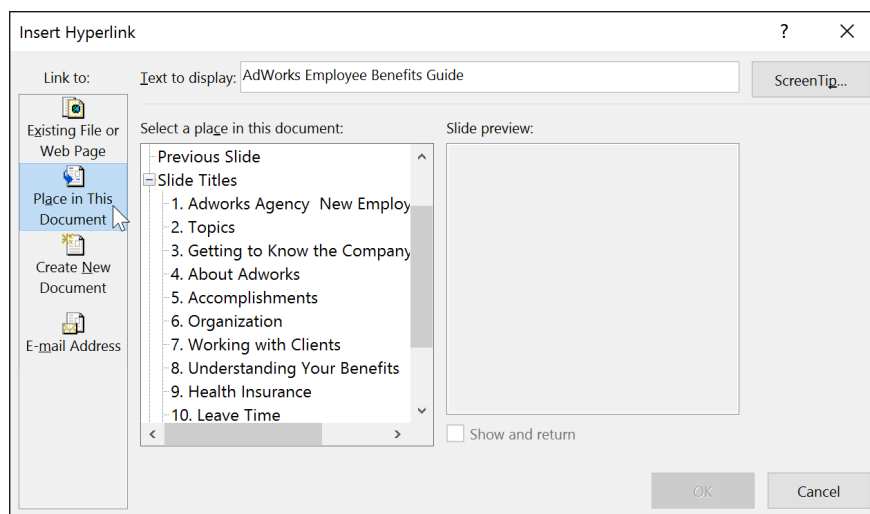 Insert Hyperlink
? ×
Link to:
Text to display: AdWorks Employee Benefits Guide
ScreenTip...
Existing File or
Web Page
Place in This
Document
Create New
Document
E-mail Address
Select a place in this document:
Previous Slide
Slide Titles
1. Adworks Agency  New Employ
2. Topics
3. Getting to Know the Company
4. About Adworks
5. Accomplishments
6. Organization
7. Working with Clients
8. Understanding Your Benefits
9. Health Insurance
10. Leave Time
Slide preview:
Show and return
OK
Cancel